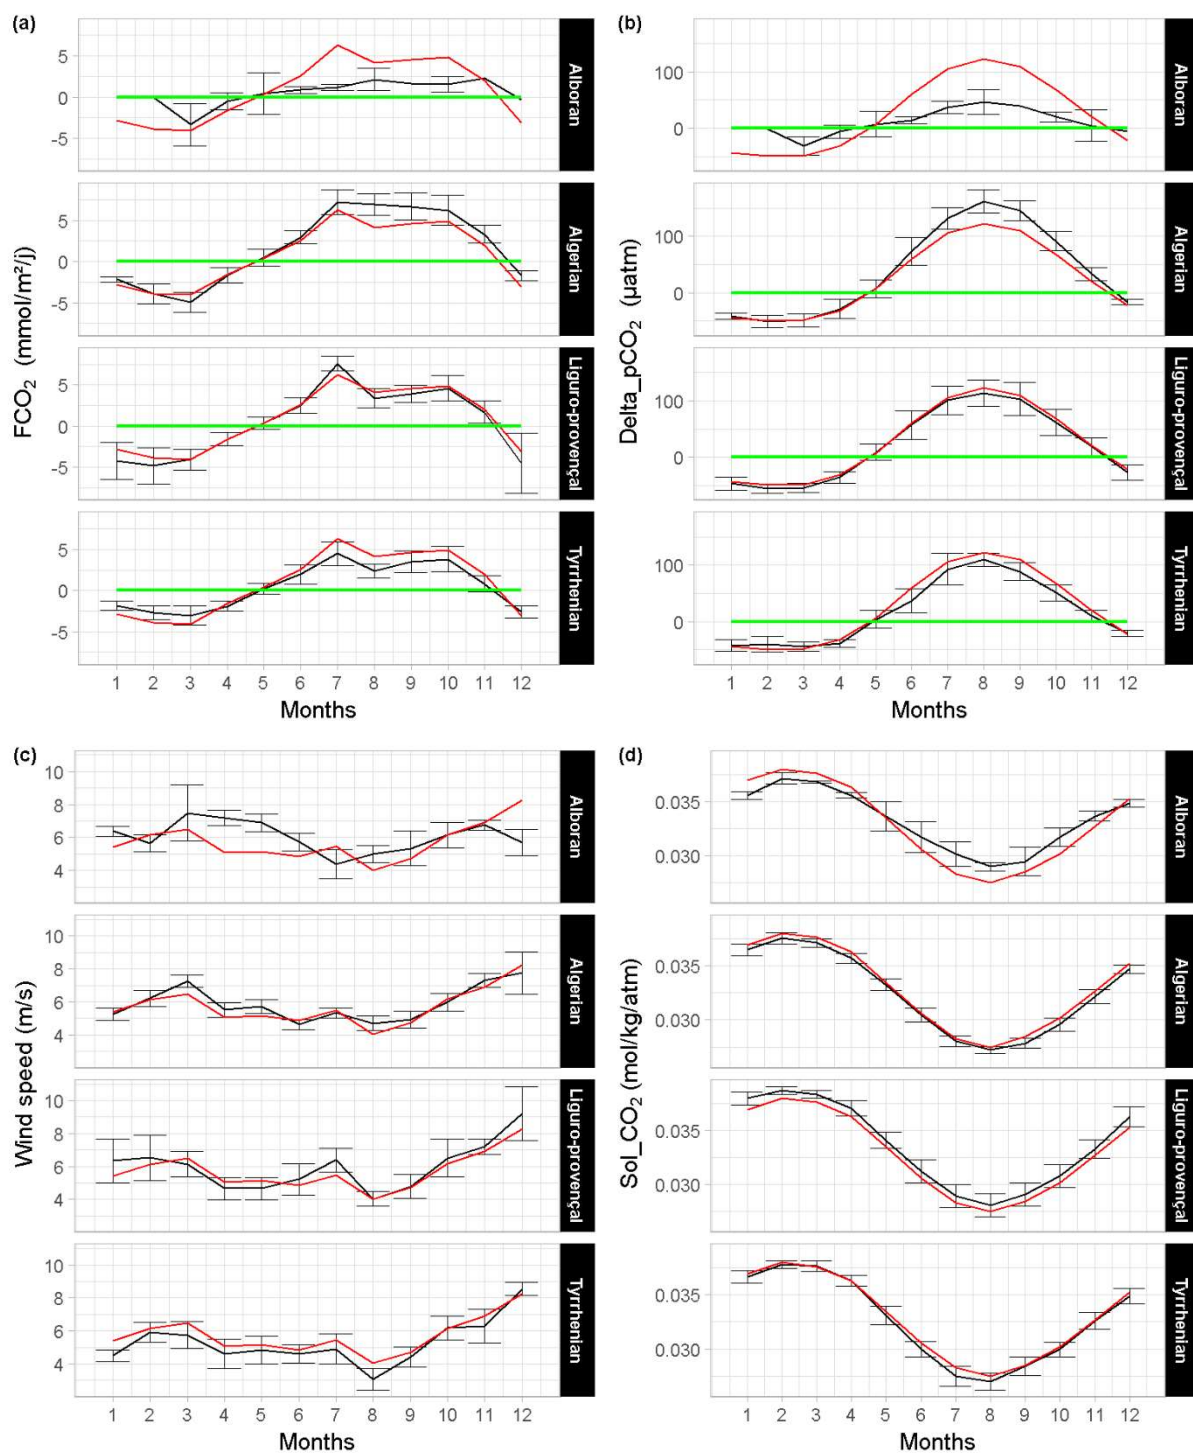 (a)
FCO₂ (mmol/m²/j)
5
0
-5
Alboran
5
0
-5
Algerian
5
0
-5
Liguro-provençal
5
0
-5
Tyrrhenian
1 2 3 4 5 6 7 8 9 10 11 12
Months
(b)
Delta_pCO₂ (µatm)
100
0
Alboran
100
0
Algerian
100
0
Liguro-provençal
100
0
Tyrrhenian
1 2 3 4 5 6 7 8 9 10 11 12
Months
(c)
Wind speed (m/s)
10
8
6
4
Alboran
10
8
6
4
Algerian
10
8
6
4
Liguro-provençal
10
8
6
4
Tyrrhenian
1 2 3 4 5 6 7 8 9 10 11 12
Months
(d)
Sol_CO₂ (mol/kg/atm)
0.035
0.030
Alboran
0.035
0.030
Algerian
0.035
0.030
Liguro-provençal
0.035
0.030
Tyrrhenian
1 2 3 4 5 6 7 8 9 10 11 12
Months